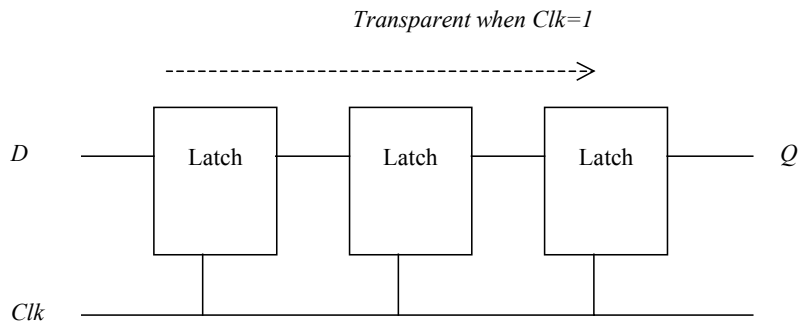 Transparent when Clk=1
D
Latch
Latch
Latch
Q
Clk